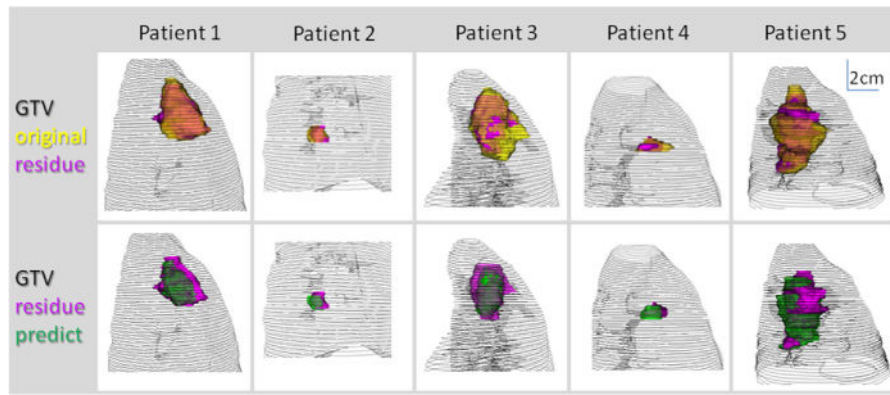 Patient 1 Patient 2 Patient 3 Patient 4 Patient 5
2cm
GTV
original
residue
GTV
residue
predict